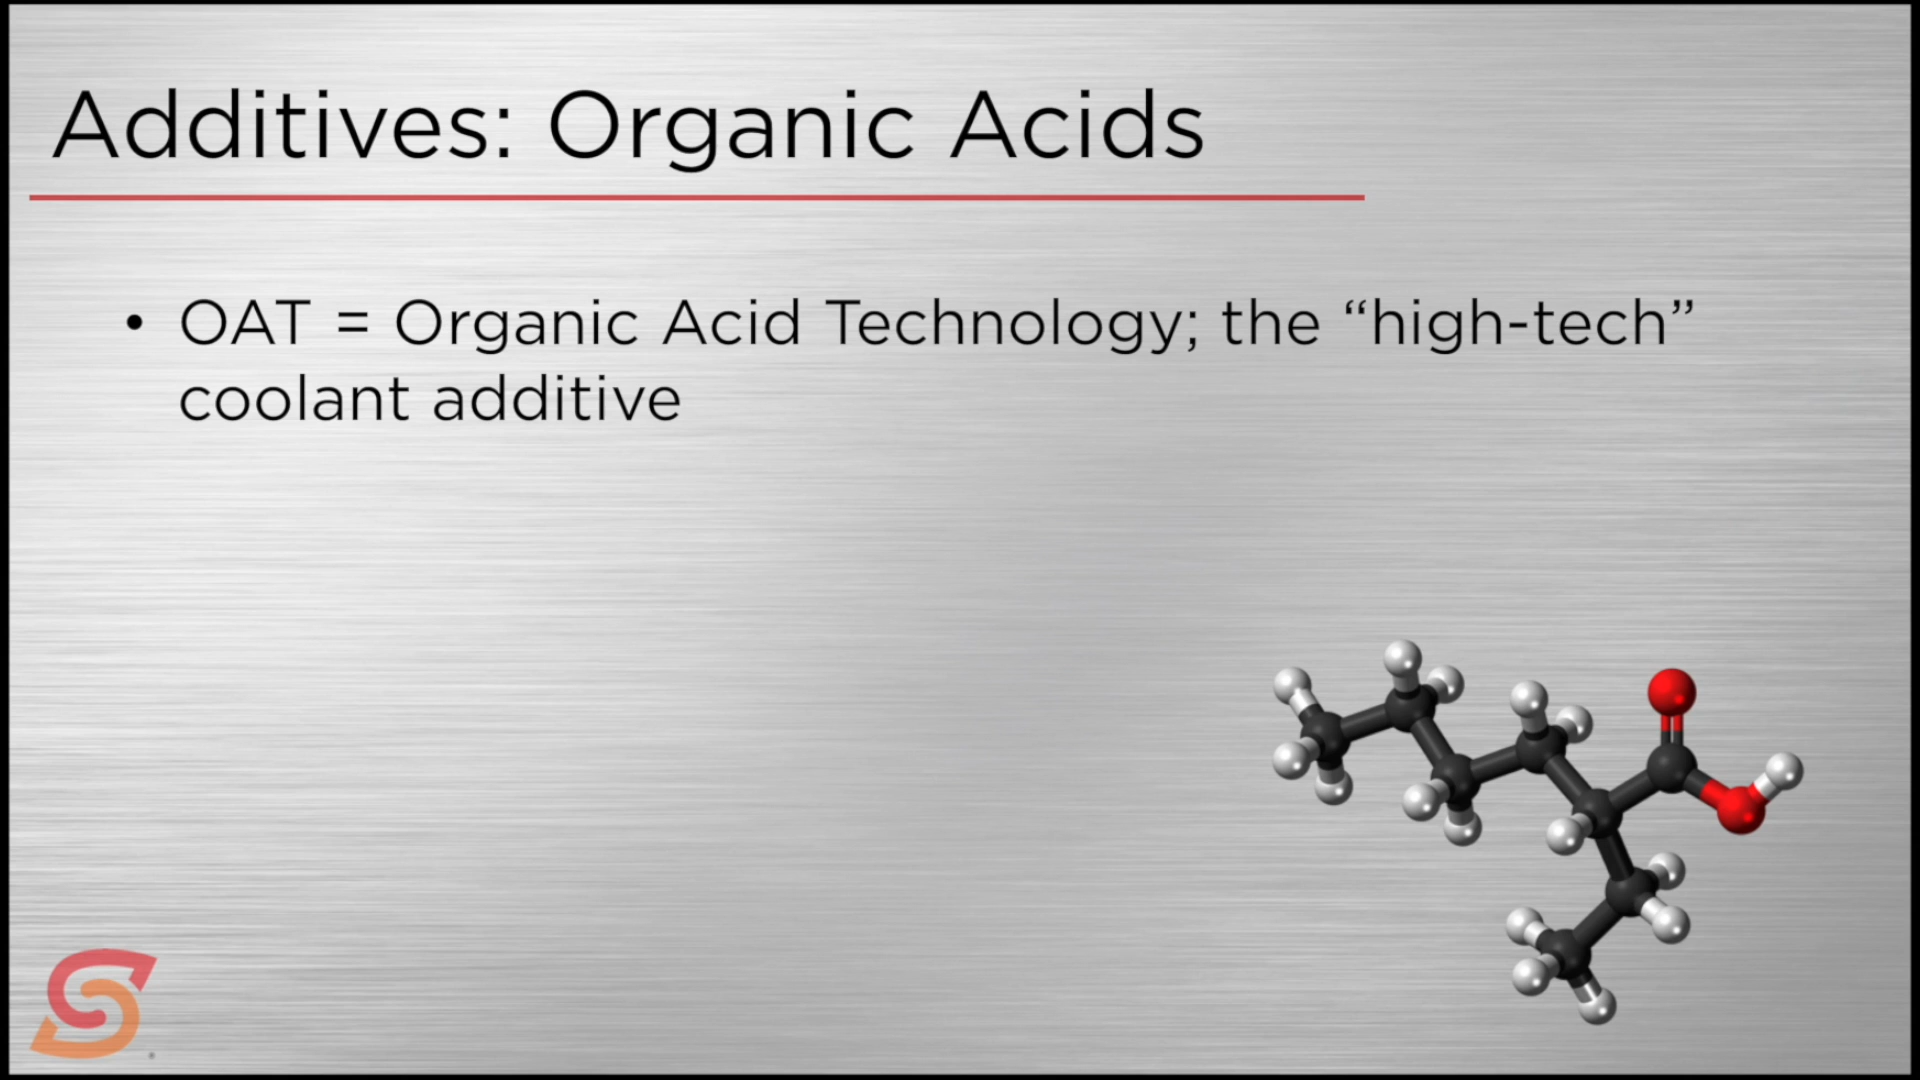 Additives: Organic Acids
• OAT = Organic Acid Technology; the “high-tech”
coolant additive